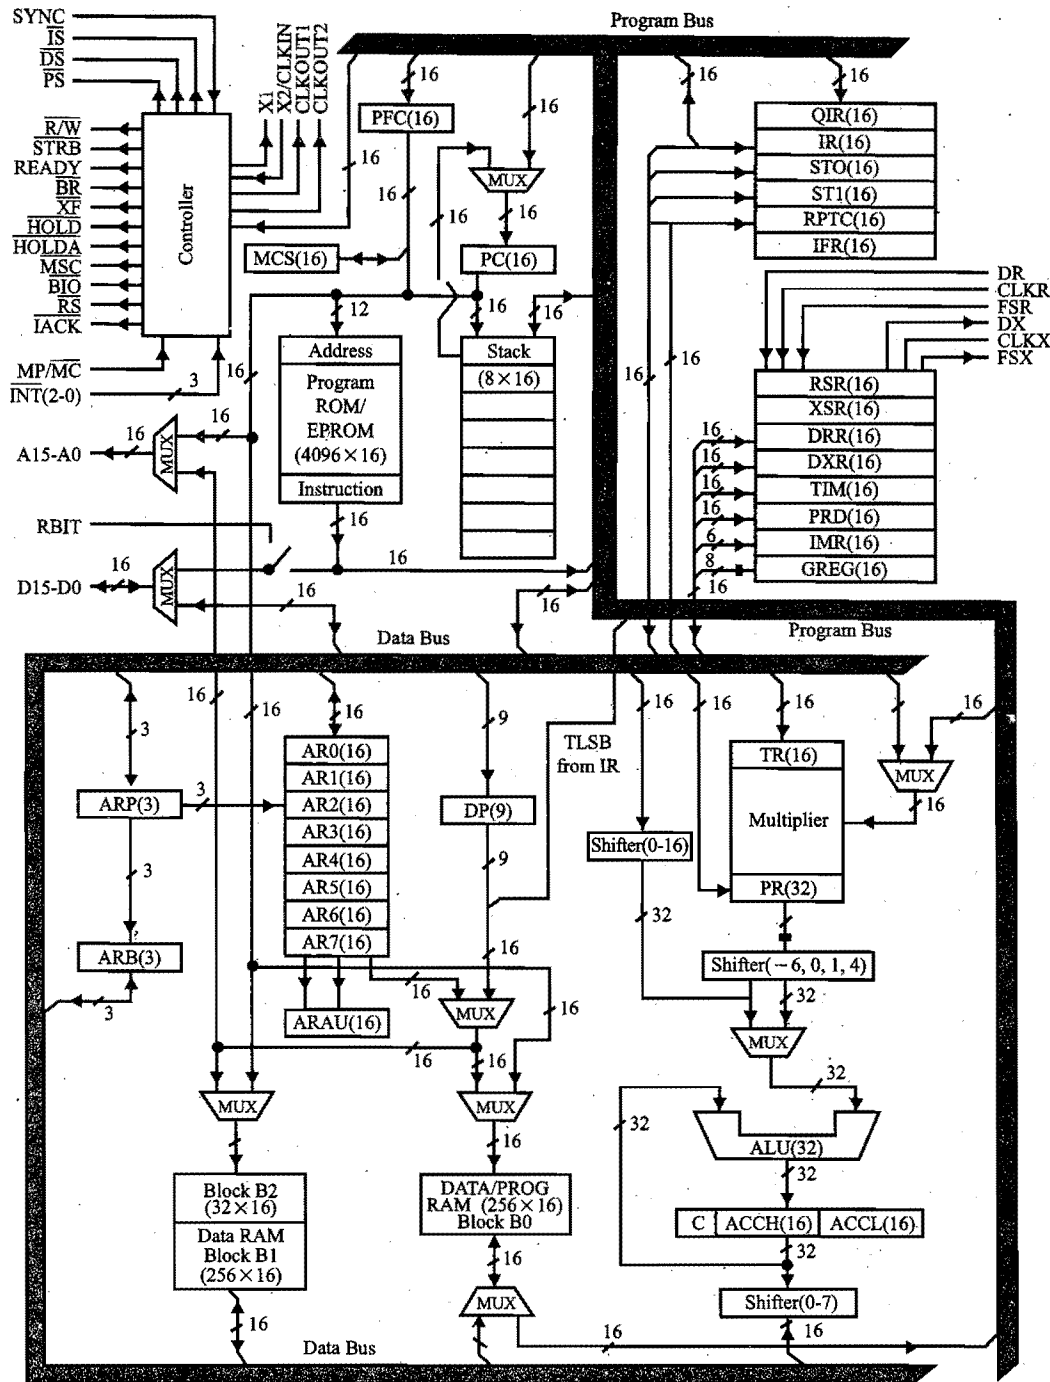 Program Bus
SYNC
IS
DS
PS
R/W
STRB
READY
BR
XF
HOLD
HOLDA
MSC
BIO
RS
IACK
MP/MC
INT(2-0)
3
Controller
X1
X2/CLKIN
CLKOUT1
CLKOUT2
16
16
PFC(16)
16
16
MUX
16
16
PC(16)
MCS(16)
16
12
16
16
Address
Program
ROM/
EPROM
(4096×16)
Instruction
16
Stack
(8×16)
16
QIR(16)
IR(16)
STO(16)
ST1(16)
RPTC(16)
IFR(16)
16
16
16
16
DR
CLKR
FSR
DX
CLKX
FSX
RSR(16)
XSR(16)
DRR(16)
DXR(16)
TIM(16)
PRD(16)
IMR(16)
GREG(16)
16
16
16
16
6
8
16
A15-A0
16
MUX
16
RBIT
D15-D0
16
MUX
16
16
16
Data Bus
Program Bus
16
16
3
16
9
TLSB
from IR
16
16
16
16
ARP(3)
3
AR0(16)
AR1(16)
AR2(16)
AR3(16)
AR4(16)
AR5(16)
AR6(16)
AR7(16)
DP(9)
9
Shifter(0-16)
TR(16)
Multiplier
PR(32)
MUX
16
3
ARB(3)
3
ARAU(16)
16
16
MUX
16
32
Shifter(−6, 0, 1, 4)
32
MUX
32
16
16
MUX
MUX
16
32
ALU(32)
32
Block B2
(32×16)
Data RAM
Block B1
(256×16)
16
DATA/PROG
RAM (256×16)
Block B0
16
MUX
C
ACCH(16)
ACCL(16)
32
Shifter(0-7)
16
16
Data Bus